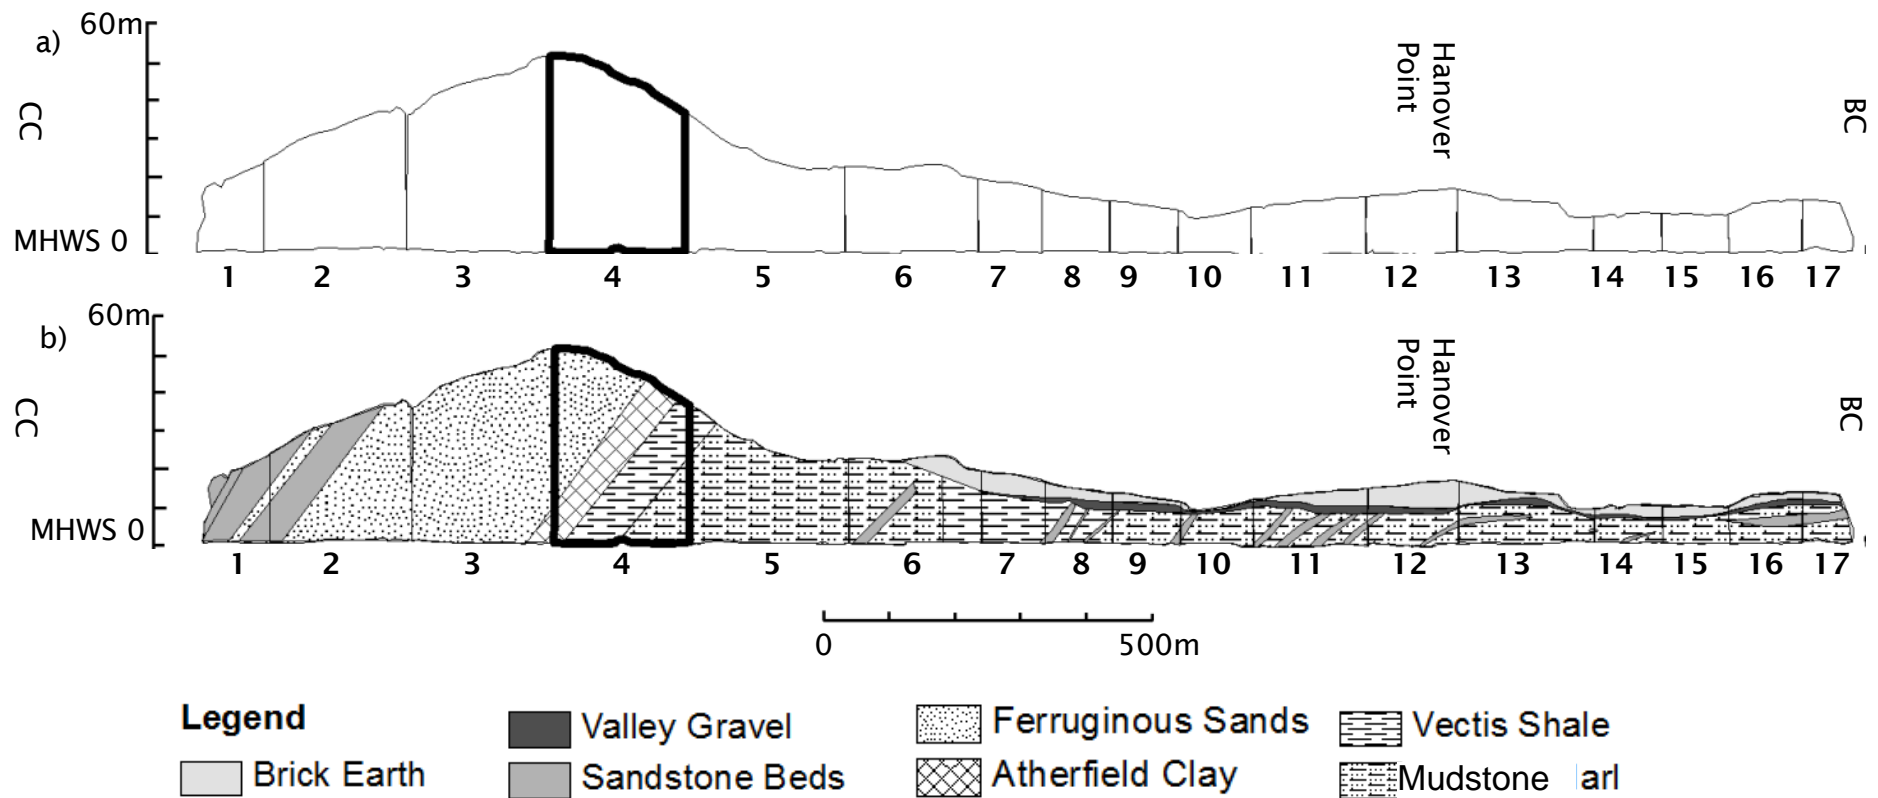 60m
a)
CC
Hanover
Point
BC
MHWS 0
1 2 3 4 5 6 7 8 9 10 11 12 13 14 15 16 17
60m
b)
CC
Hanover
Point
BC
MHWS 0
1 2 3 4 5 6 7 8 9 10 11 12 13 14 15 16 17
0 500m
Legend
Valley Gravel
Ferruginous Sands
Vectis Shale
Brick Earth
Sandstone Beds
Atherfield Clay
Mudstone arl